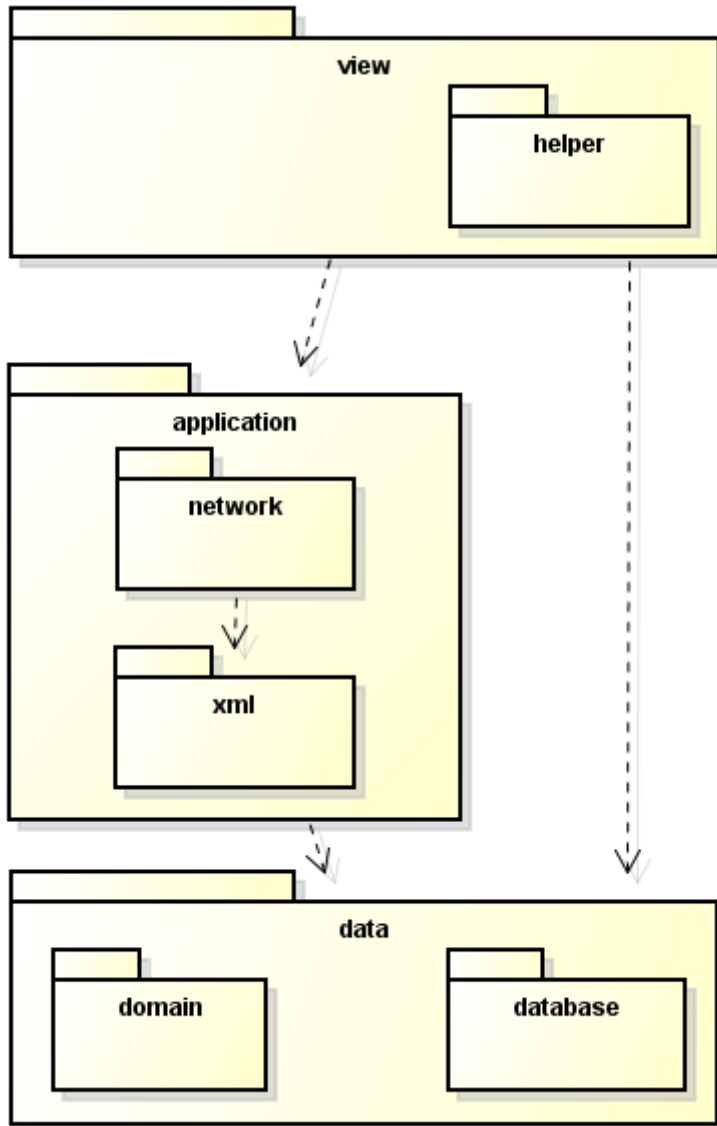 view
helper
application
network
xml
data
domain
database